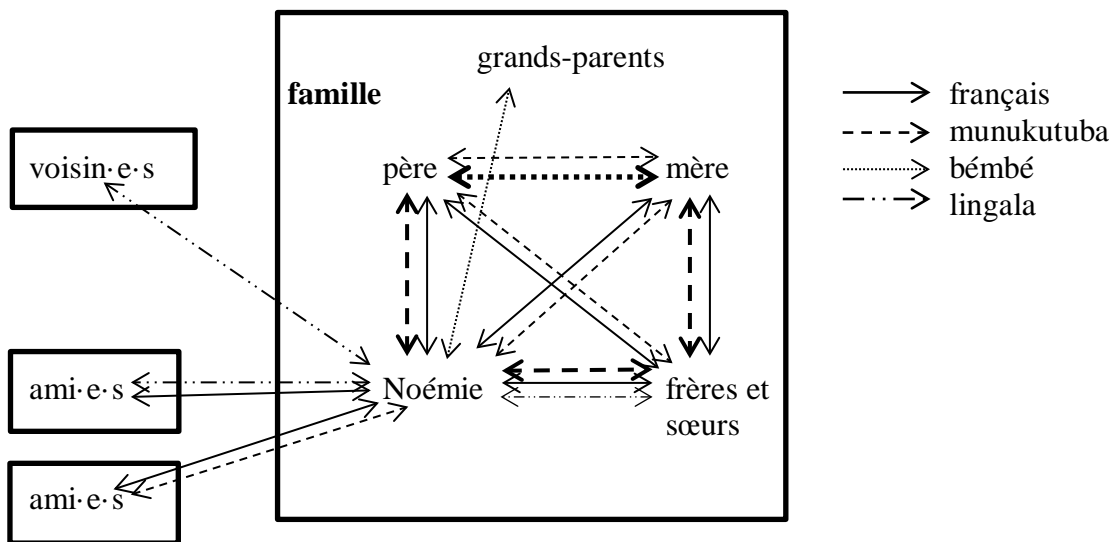 grands-parents
famille
père
mère
Noémie
frères et
sœurs
voisin·e·s
ami·e·s
ami·e·s
français
munukutuba
bémbé
lingala